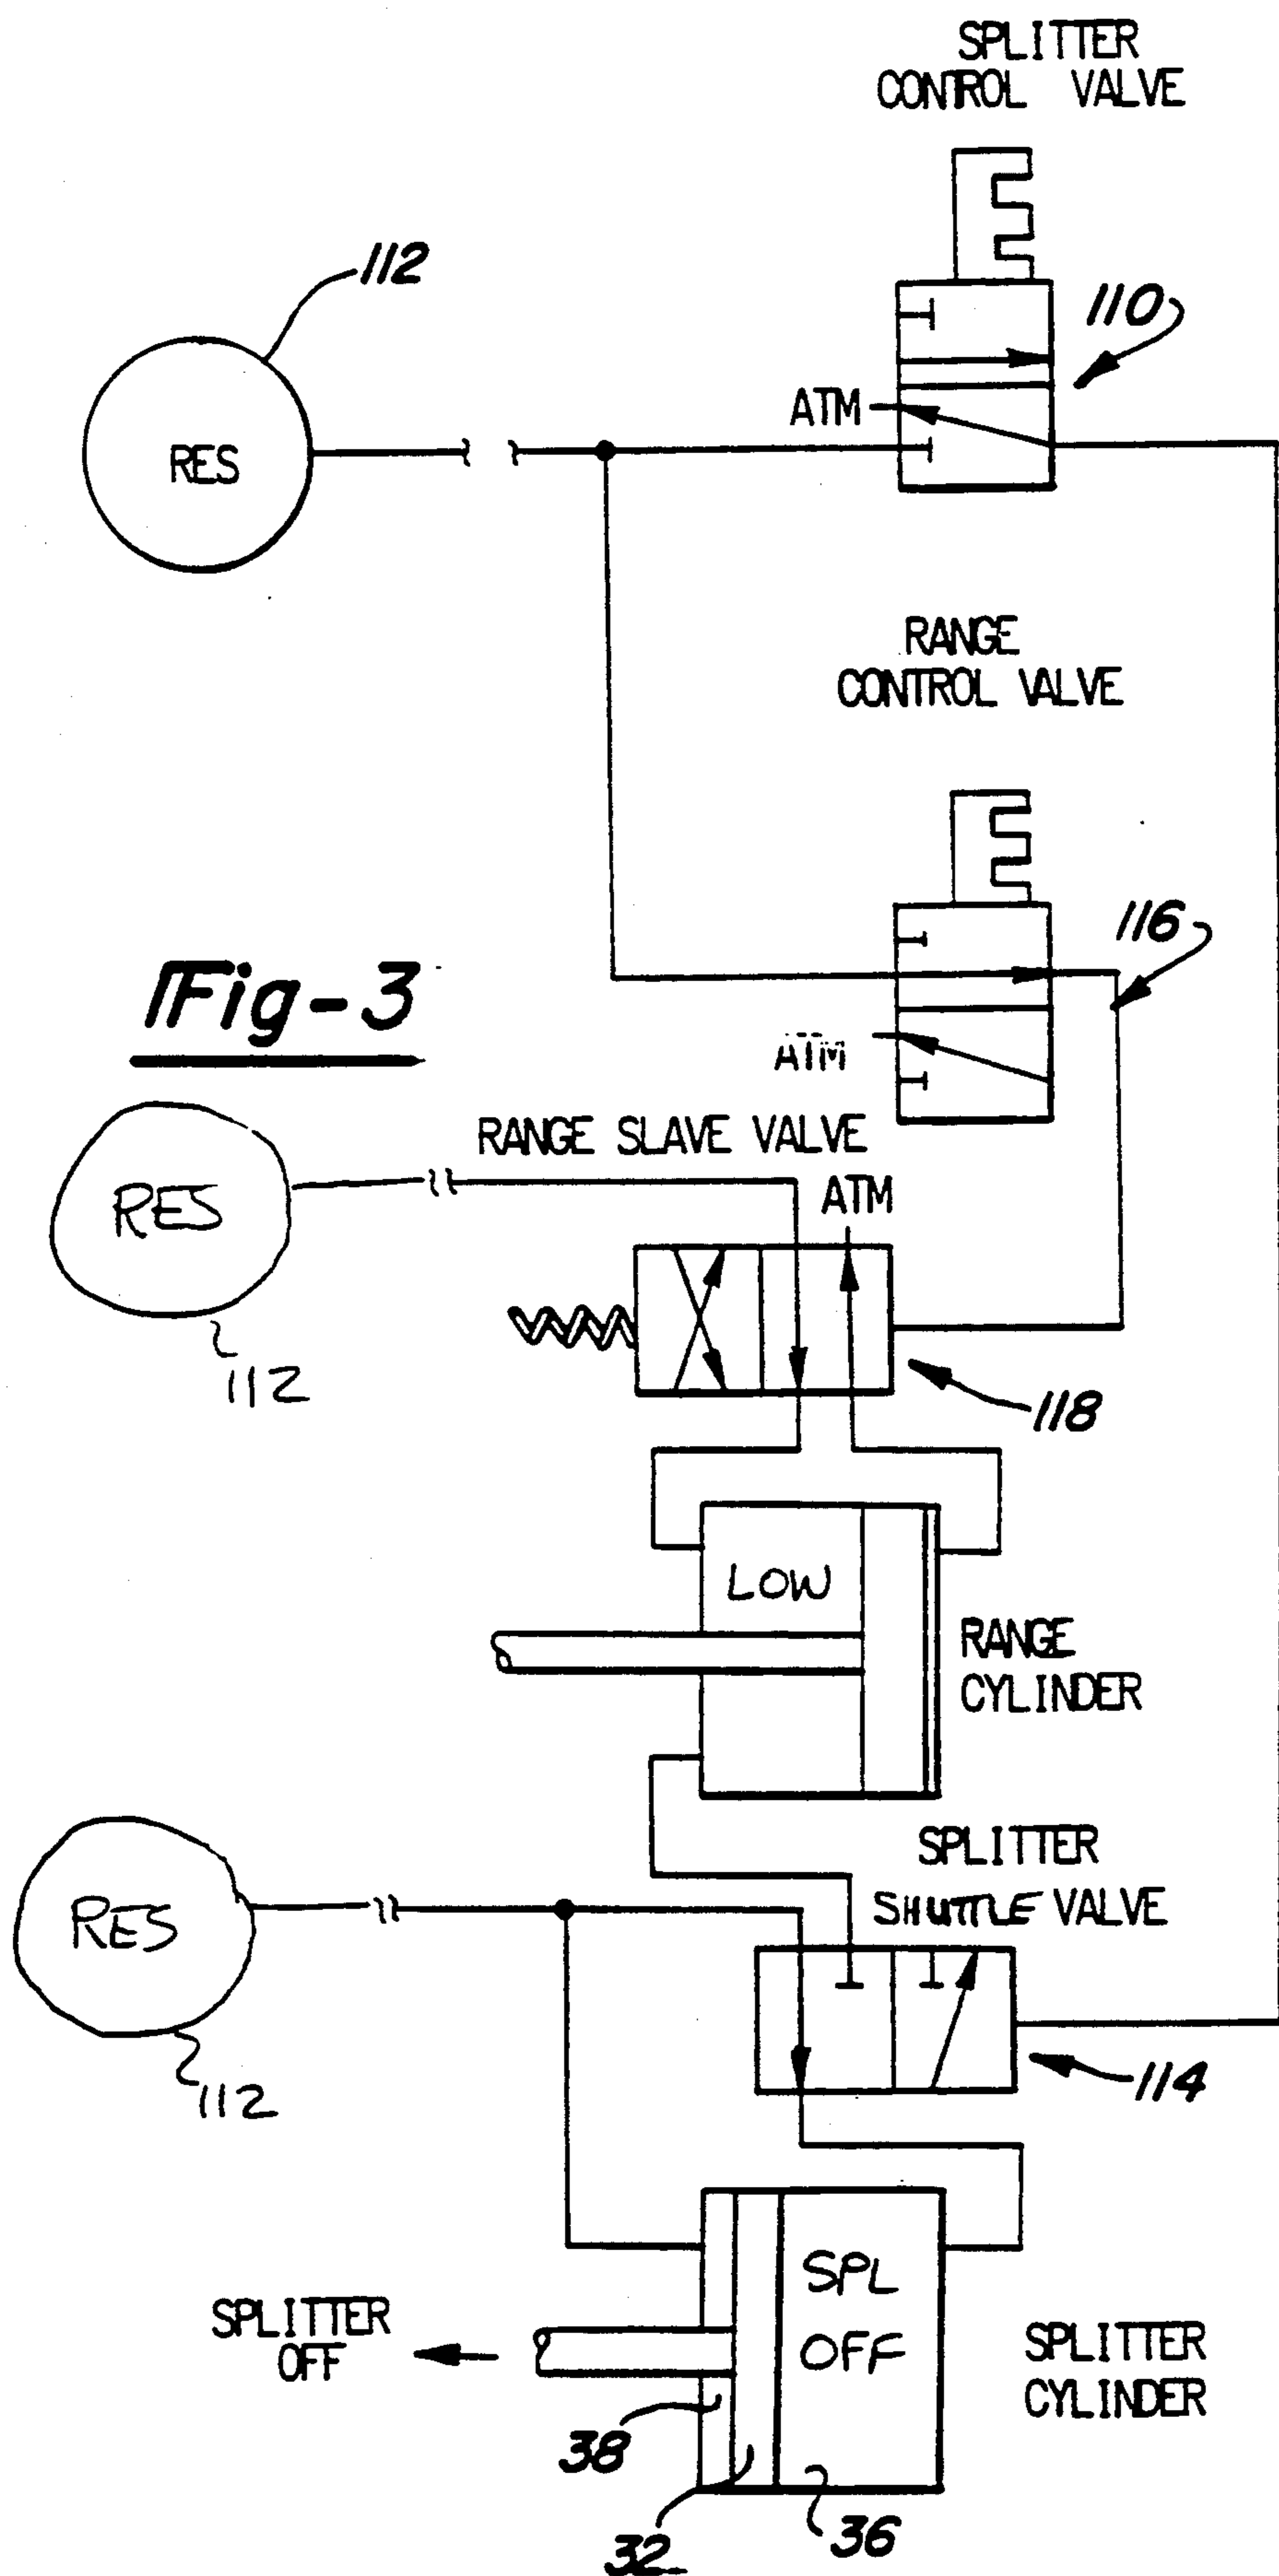 SPLITTER
CONTROL VALVE
112
110
ATM
RES
RANGE
CONTROL VALVE
116
Fig-3
ATM
RANGE SLAVE VALVE
RES
ATM
112
118
LOW
RANGE
CYLINDER
SPLITTER
SHUTTLE VALVE
RES
112
114
SPL
OFF
SPLITTER
OFF
SPLITTER
CYLINDER
38
32
36